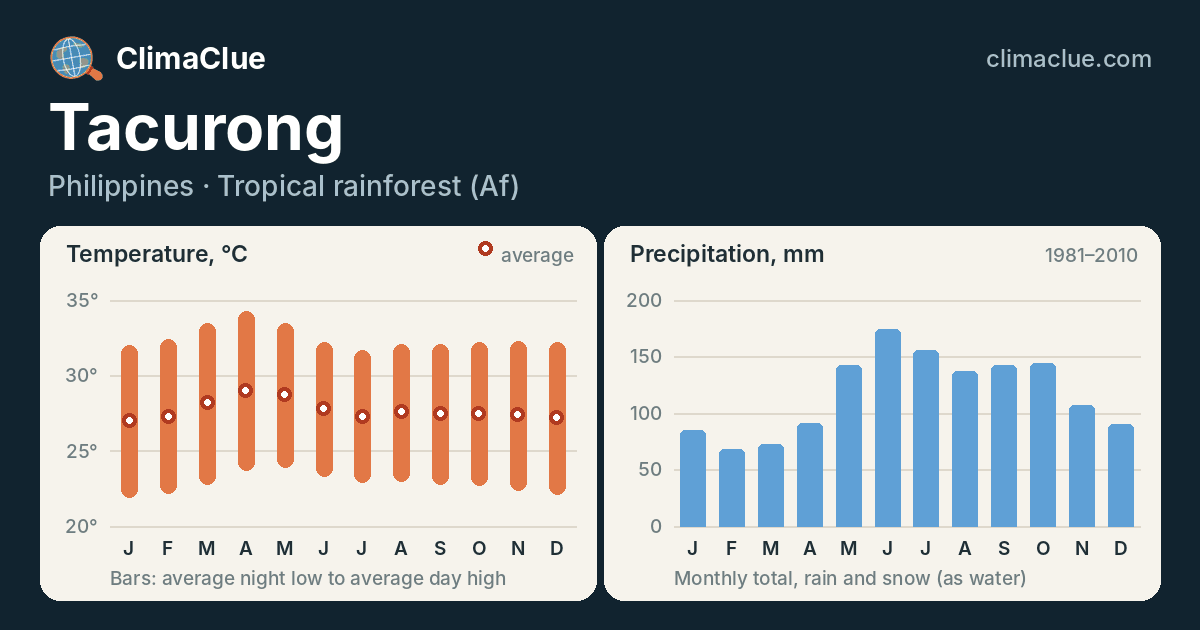 ClimaClue
climaclue.com
Tacurong
Philippines · Tropical rainforest (Af)
Temperature, °C
average
35°
30°
25°
20°
J F M A M J J A S O N D
Bars: average night low to average day high
Precipitation, mm
1981–2010
200
150
100
50
0
J F M A M J J A S O N D
Monthly total, rain and snow (as water)